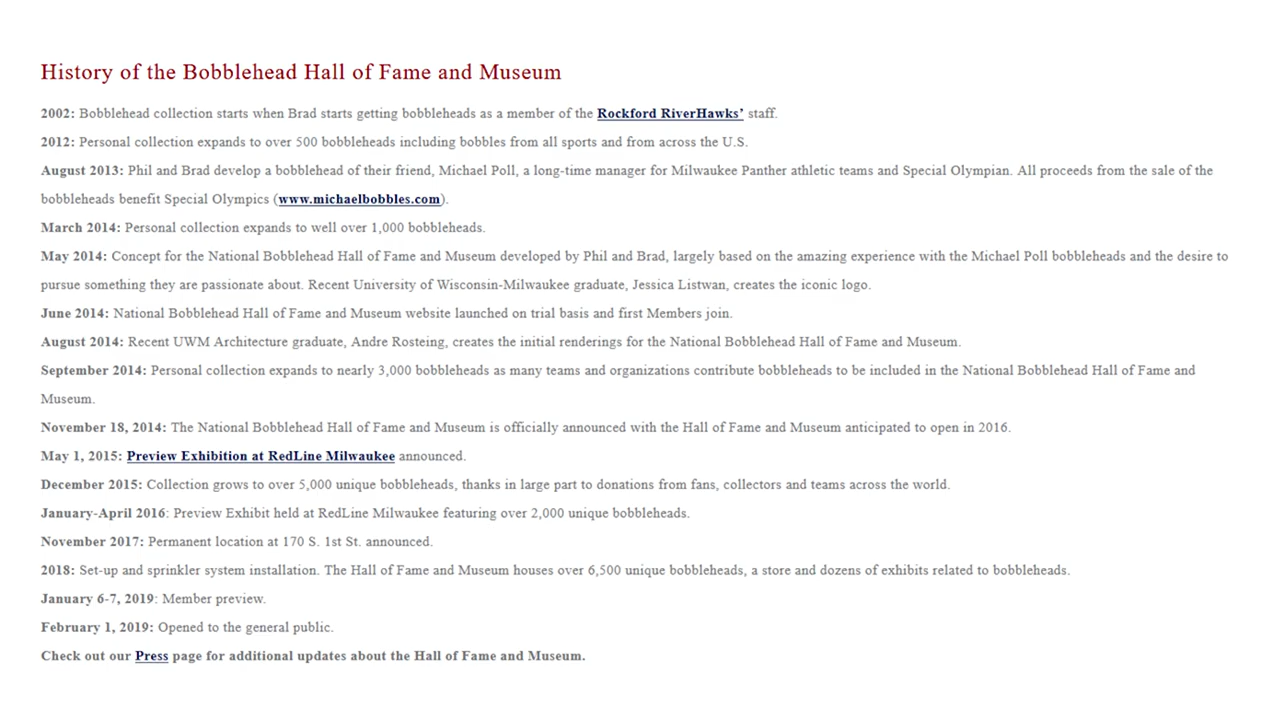 History of the Bobblehead Hall of Fame and Museum
2002: Bobblehead collection starts when Brad starts getting bobbleheads as a member of the Rockford RiverHawks’ staff.
2012: Personal collection expands to over 500 bobbleheads including bobbles from all sports and from across the U.S.
August 2013: Phil and Brad develop a bobblehead of their friend, Michael Poll, a long-time manager for Milwaukee Panther athletic teams and Special Olympian. All proceeds from the sale of the
bobbleheads benefit Special Olympics (www.michaelbobbles.com).
March 2014: Personal collection expands to well over 1,000 bobbleheads.
May 2014: Concept for the National Bobblehead Hall of Fame and Museum developed by Phil and Brad, largely based on the amazing experience with the Michael Poll bobbleheads and the desire to
pursue something they are passionate about. Recent University of Wisconsin-Milwaukee graduate, Jessica Listwan, creates the iconic logo.
June 2014: National Bobblehead Hall of Fame and Museum website launched on trial basis and first Members join.
August 2014: Recent UWM Architecture graduate, Andre Rosteing, creates the initial renderings for the National Bobblehead Hall of Fame and Museum.
September 2014: Personal collection expands to nearly 3,000 bobbleheads as many teams and organizations contribute bobbleheads to be included in the National Bobblehead Hall of Fame and
Museum.
November 18, 2014: The National Bobblehead Hall of Fame and Museum is officially announced with the Hall of Fame and Museum anticipated to open in 2016.
May 1, 2015: Preview Exhibition at RedLine Milwaukee announced.
December 2015: Collection grows to over 5,000 unique bobbleheads, thanks in large part to donations from fans, collectors and teams across the world.
January-April 2016: Preview Exhibit held at RedLine Milwaukee featuring over 2,000 unique bobbleheads.
November 2017: Permanent location at 170 S. 1st St. announced.
2018: Set-up and sprinkler system installation. The Hall of Fame and Museum houses over 6,500 unique bobbleheads, a store and dozens of exhibits related to bobbleheads.
January 6-7, 2019: Member preview.
February 1, 2019: Opened to the general public.
Check out our Press page for additional updates about the Hall of Fame and Museum.